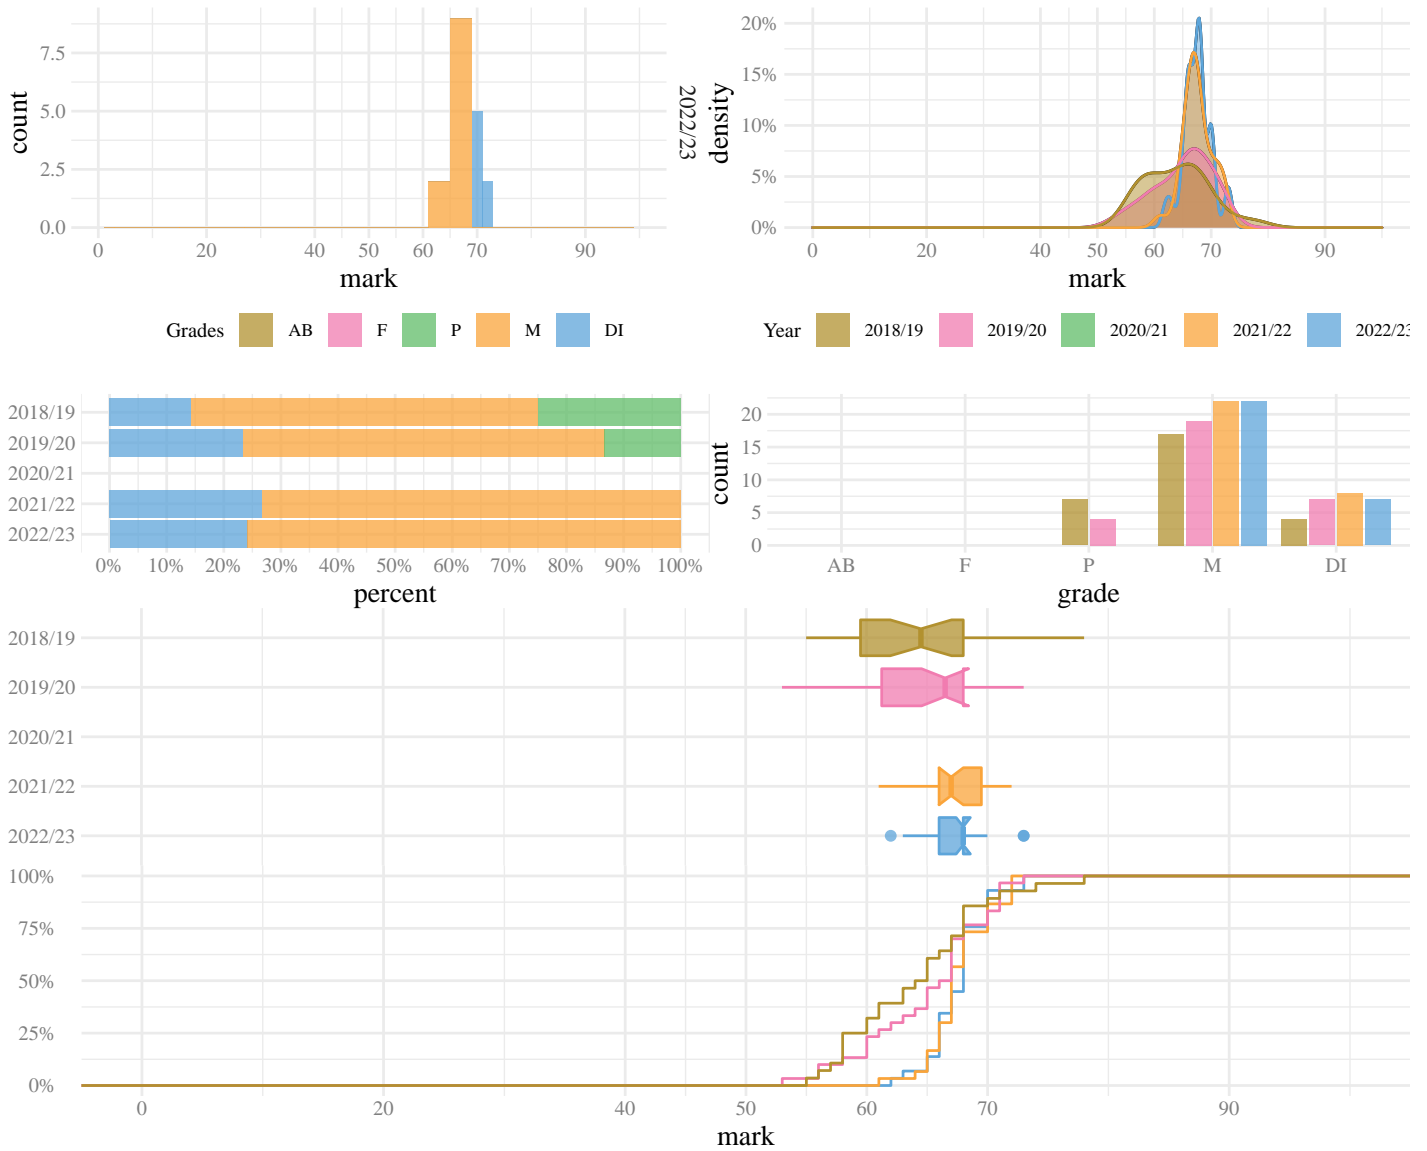 7.5
5.0
2.5
0.0
count
0 20 40 50 60 70 90
mark
2022/23
20%
15%
10%
5%
0%
density
0 20 40 50 60 70 90
mark
Grades AB F P M DI
Year 2018/19 2019/20 2020/21 2021/22 2022/23
2018/19
2019/20
2020/21
2021/22
2022/23
0% 10% 20% 30% 40% 50% 60% 70% 80% 90% 100%
percent
20
15
10
5
0
count
AB F P M DI
grade
2018/19
2019/20
2020/21
2021/22
2022/23
100%
75%
50%
25%
0%
0 20 40 50 60 70 90
mark